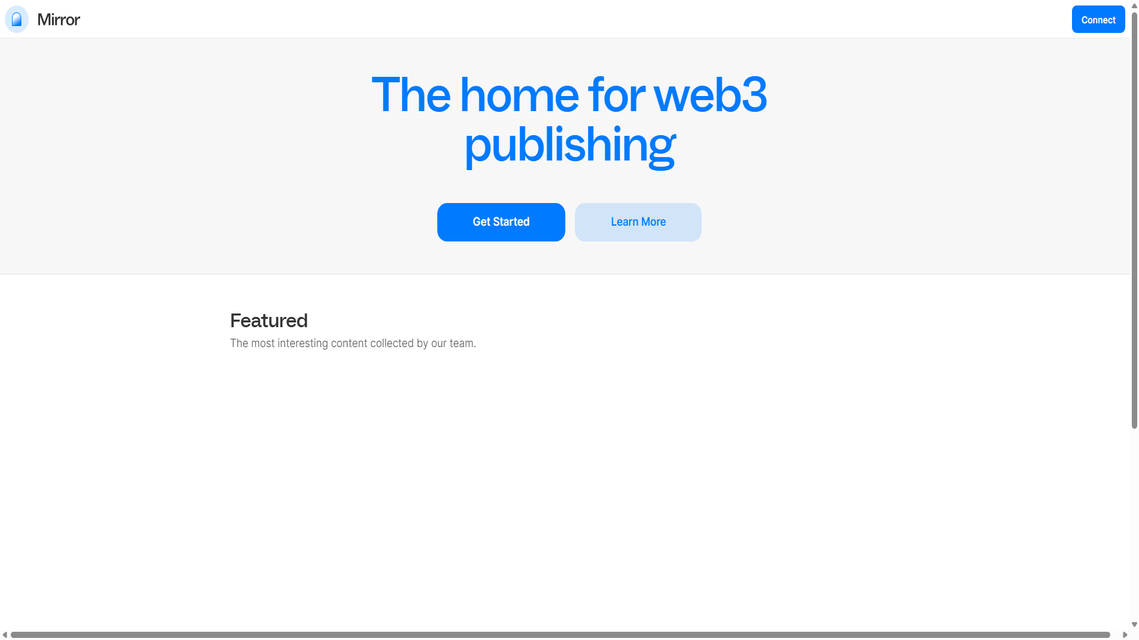 Mirror
Connect
The home for web3
publishing
Get Started
Learn More
Featured
The most interesting content collected by our team.